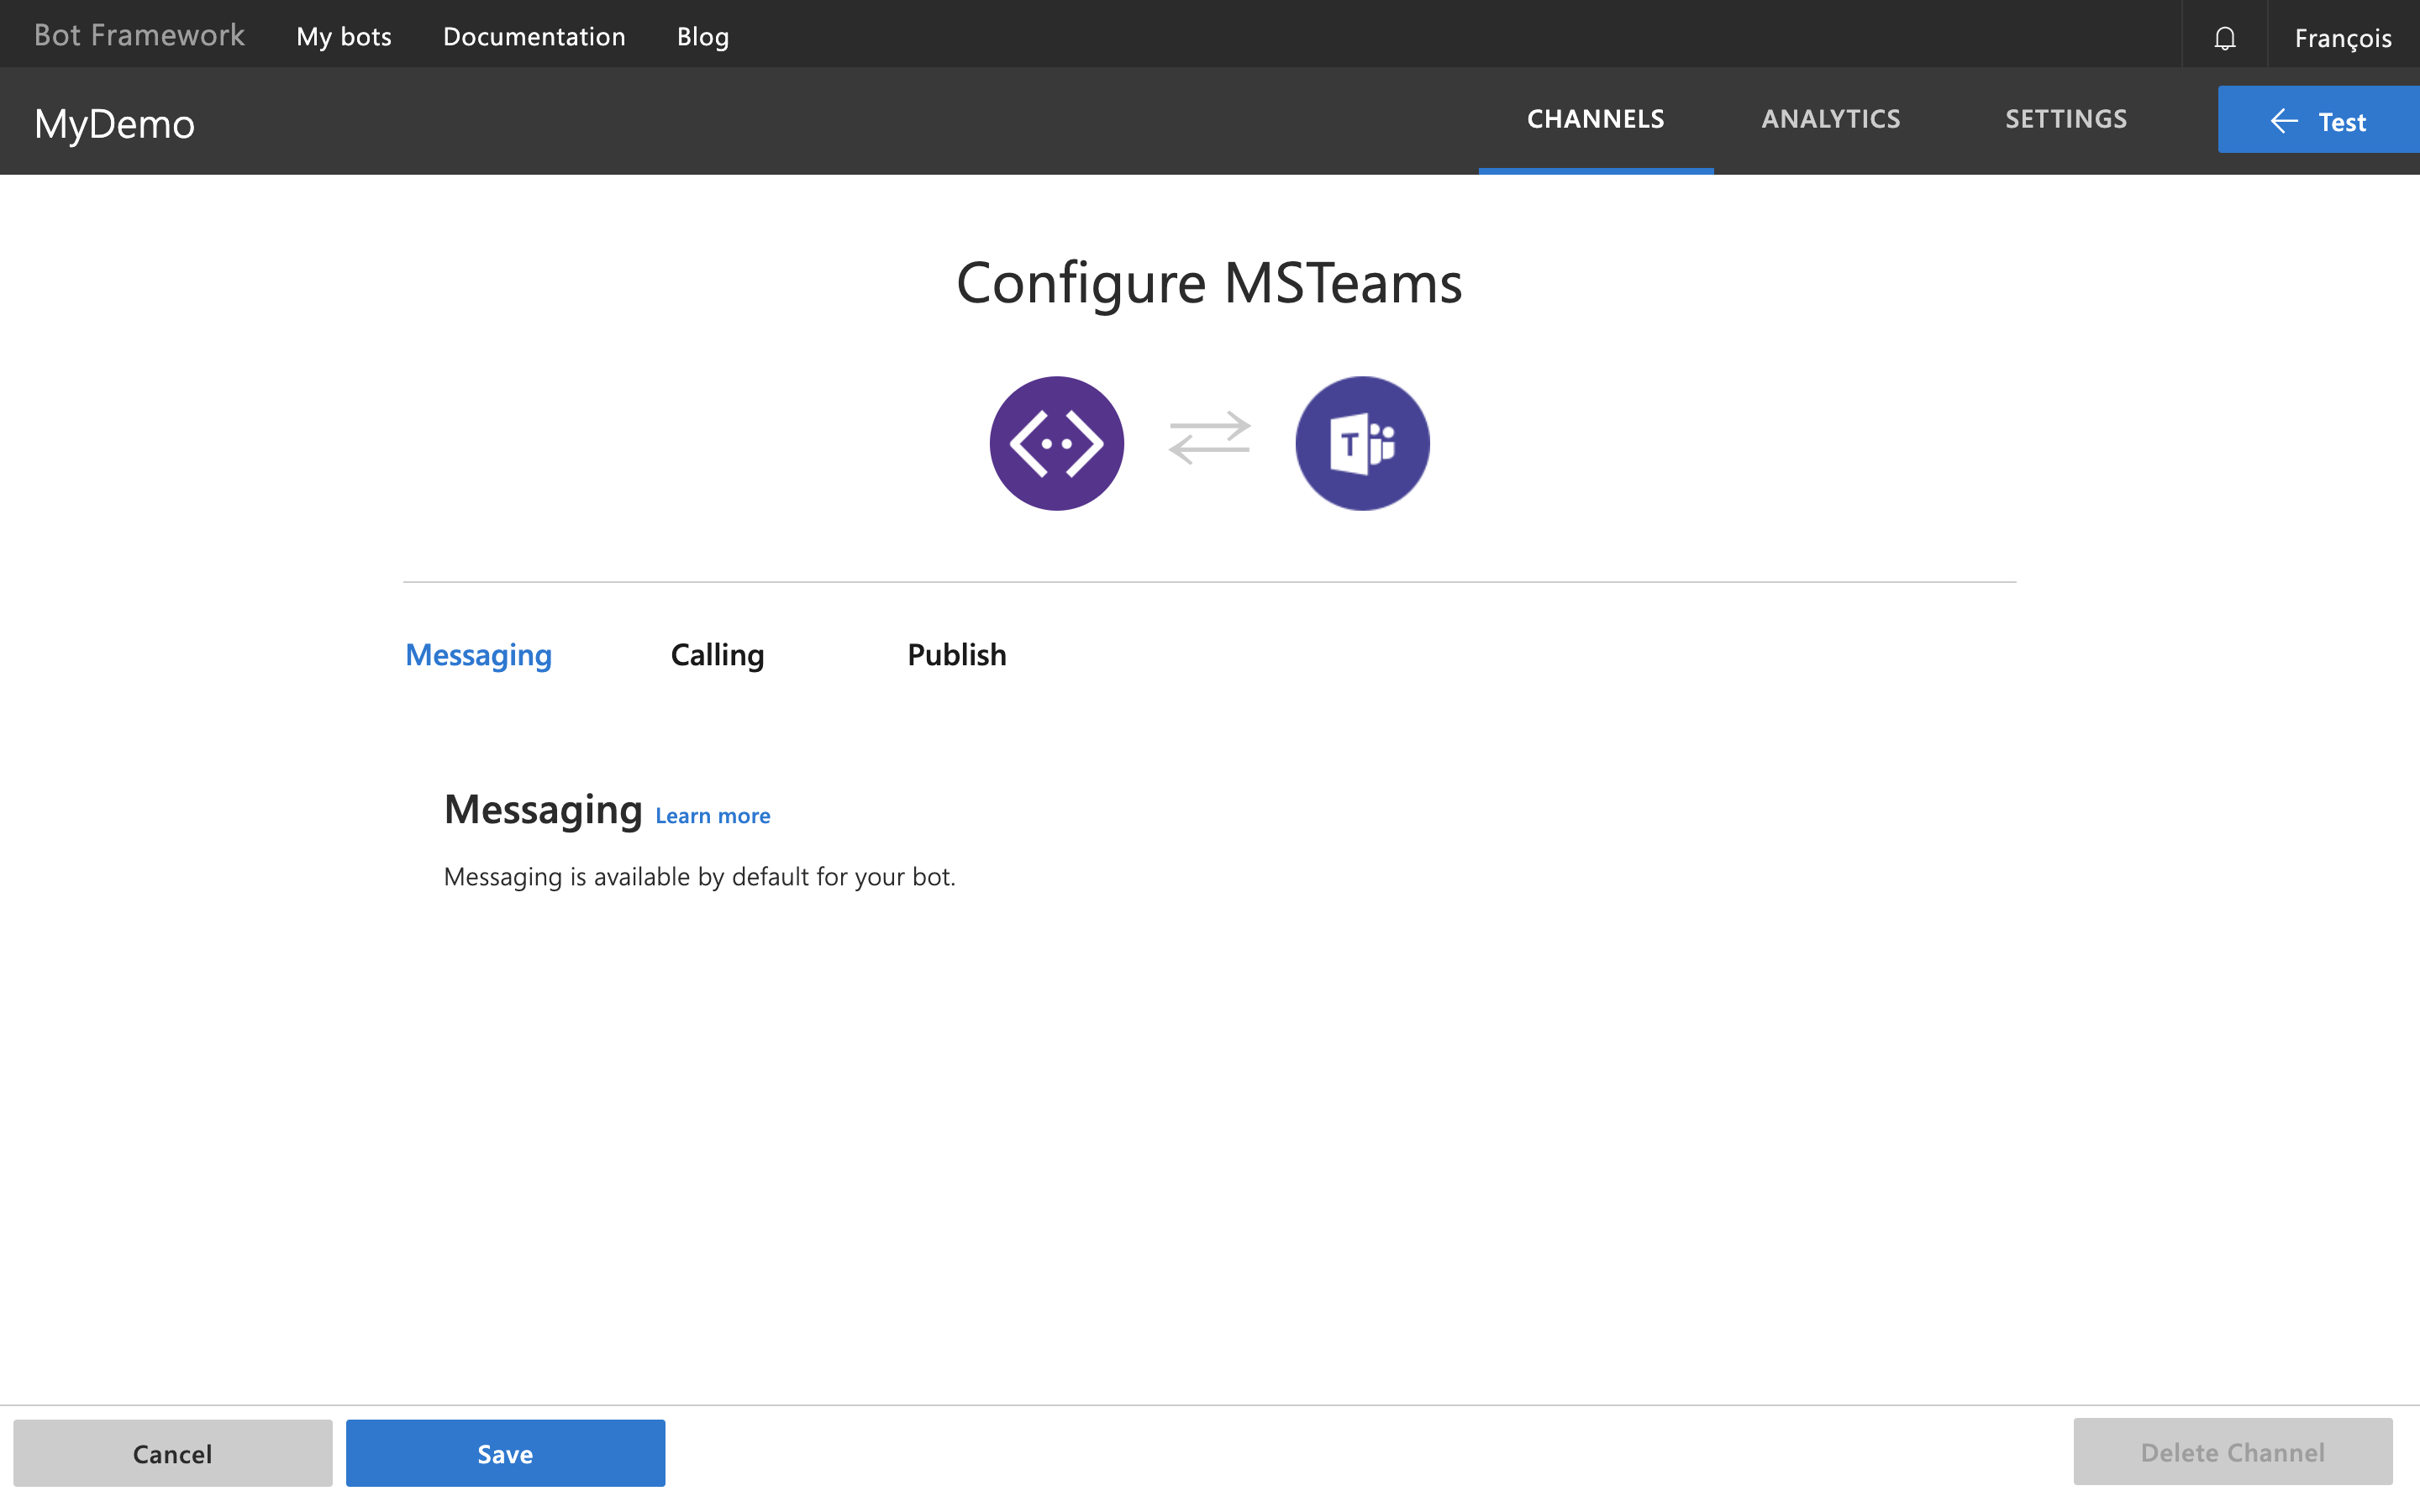 Bot Framework My bots Documentation Blog François
MyDemo CHANNELS ANALYTICS SETTINGS Test
Configure MSTeams
T
Messaging Calling Publish
Messaging Learn more
Messaging is available by default for your bot.
Cancel Save Delete Channel